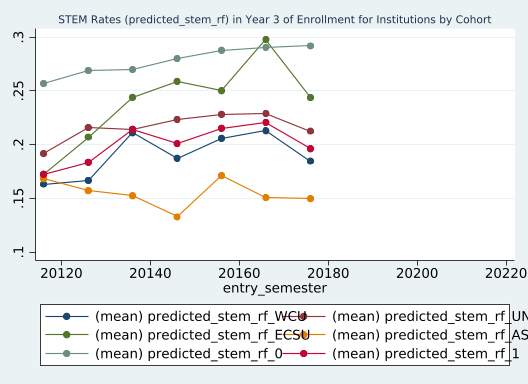 STEM Rates (predicted_stem_rf) in Year 3 of Enrollment for Institutions by Cohort
.3
.25
.2
.15
.1
20120 20140 20160 20180 20200 20220
entry_semester
(mean) predicted_stem_rf_WCU (mean) predicted_stem_rf_UN
(mean) predicted_stem_rf_ECSU (mean) predicted_stem_rf_AS
(mean) predicted_stem_rf_0 (mean) predicted_stem_rf_1